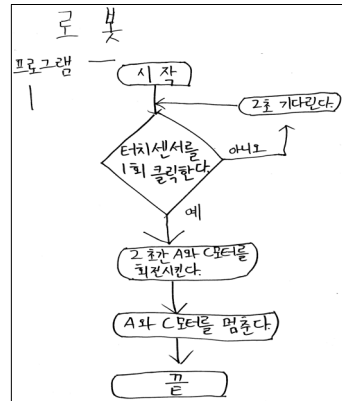 로 봇
프로그램 一
시 작
2초 기다린다.
터치센서를
1회 클릭한다.
아니오
예
2초간 A와 C모터를
회전시킨다.
A와 C모터를 멈춘다.
끝